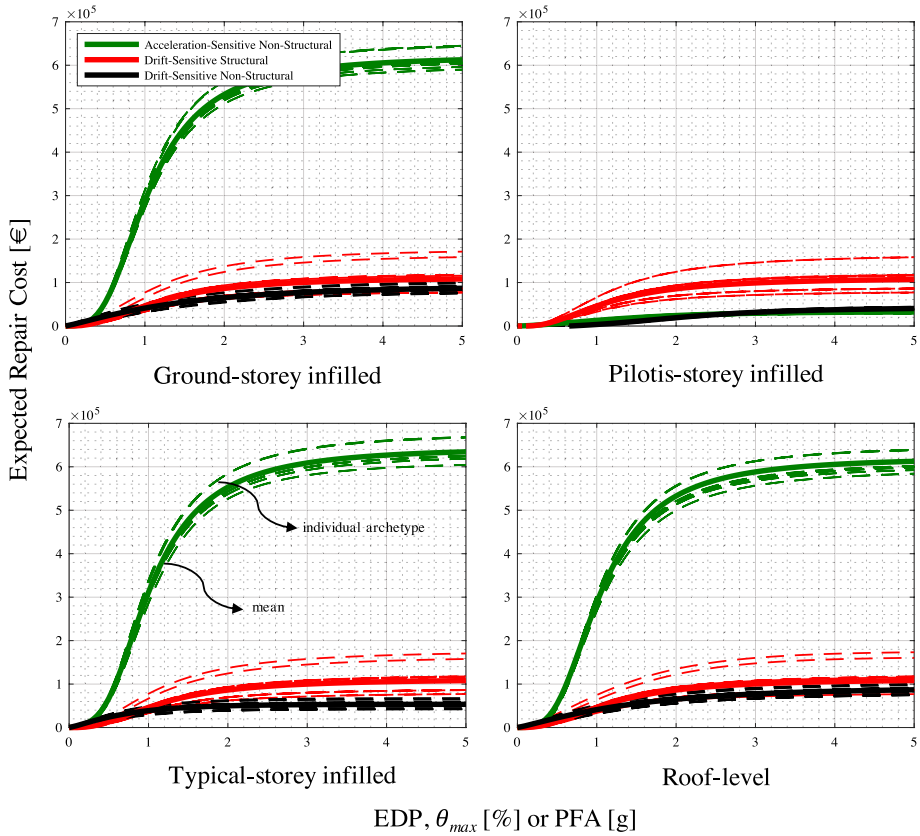 ×10⁵
7
6
5
4
3
2
1
0
0 1 2 3 4 5
Acceleration-Sensitive Non-Structural
Drift-Sensitive Structural
Drift-Sensitive Non-Structural
Ground-storey infilled
×10⁵
7
6
5
4
3
2
1
0
0 1 2 3 4 5
Pilotis-storey infilled
Expected Repair Cost [€]
×10⁵
7
6
5
4
3
2
1
0
0 1 2 3 4 5
individual archetype
mean
Typical-storey infilled
×10⁵
7
6
5
4
3
2
1
0
0 1 2 3 4 5
Roof-level
EDP, θmax [%] or PFA [g]